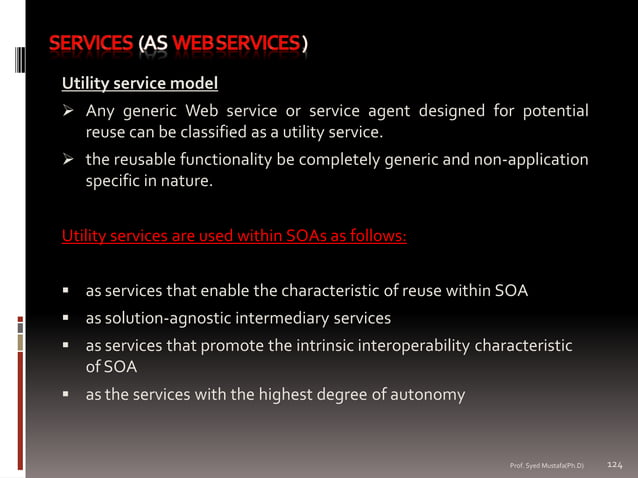 SERVICES (AS WEB SERVICES)
Utility service model
➢ Any generic Web service or service agent designed for potential
reuse can be classified as a utility service.
➢ the reusable functionality be completely generic and non-application
specific in nature.
Utility services are used within SOAs as follows:
▪ as services that enable the characteristic of reuse within SOA
▪ as solution-agnostic intermediary services
▪ as services that promote the intrinsic interoperability characteristic
of SOA
▪ as the services with the highest degree of autonomy
Prof. Syed Mustafa(Ph.D) 124